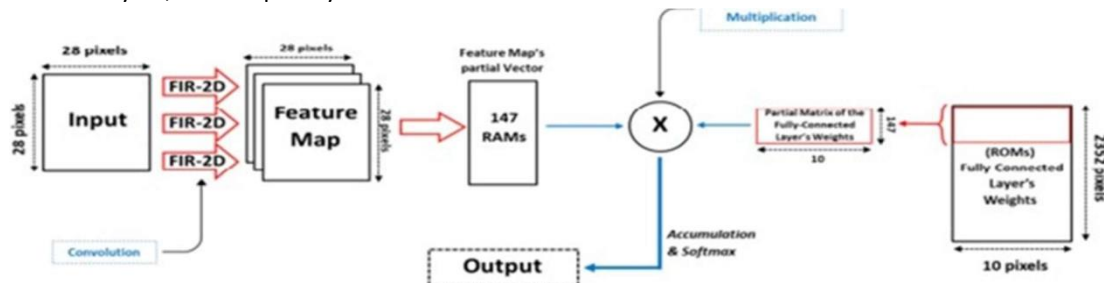 Multiplication
28 pixels
28 pixels
Input
FIR-2D
FIR-2D
FIR-2D
28 pixels
Feature
Map
28 pixels
Feature Map's
partial Vector
147
RAMs
X
Partial Matrix of the
Fully-Connected
Layer's Weights
147
10
(ROMs)
Fully Connected
Layer's
Weights
2352 pixels
10 pixels
Convolution
Accumulation
& Softmax
Output